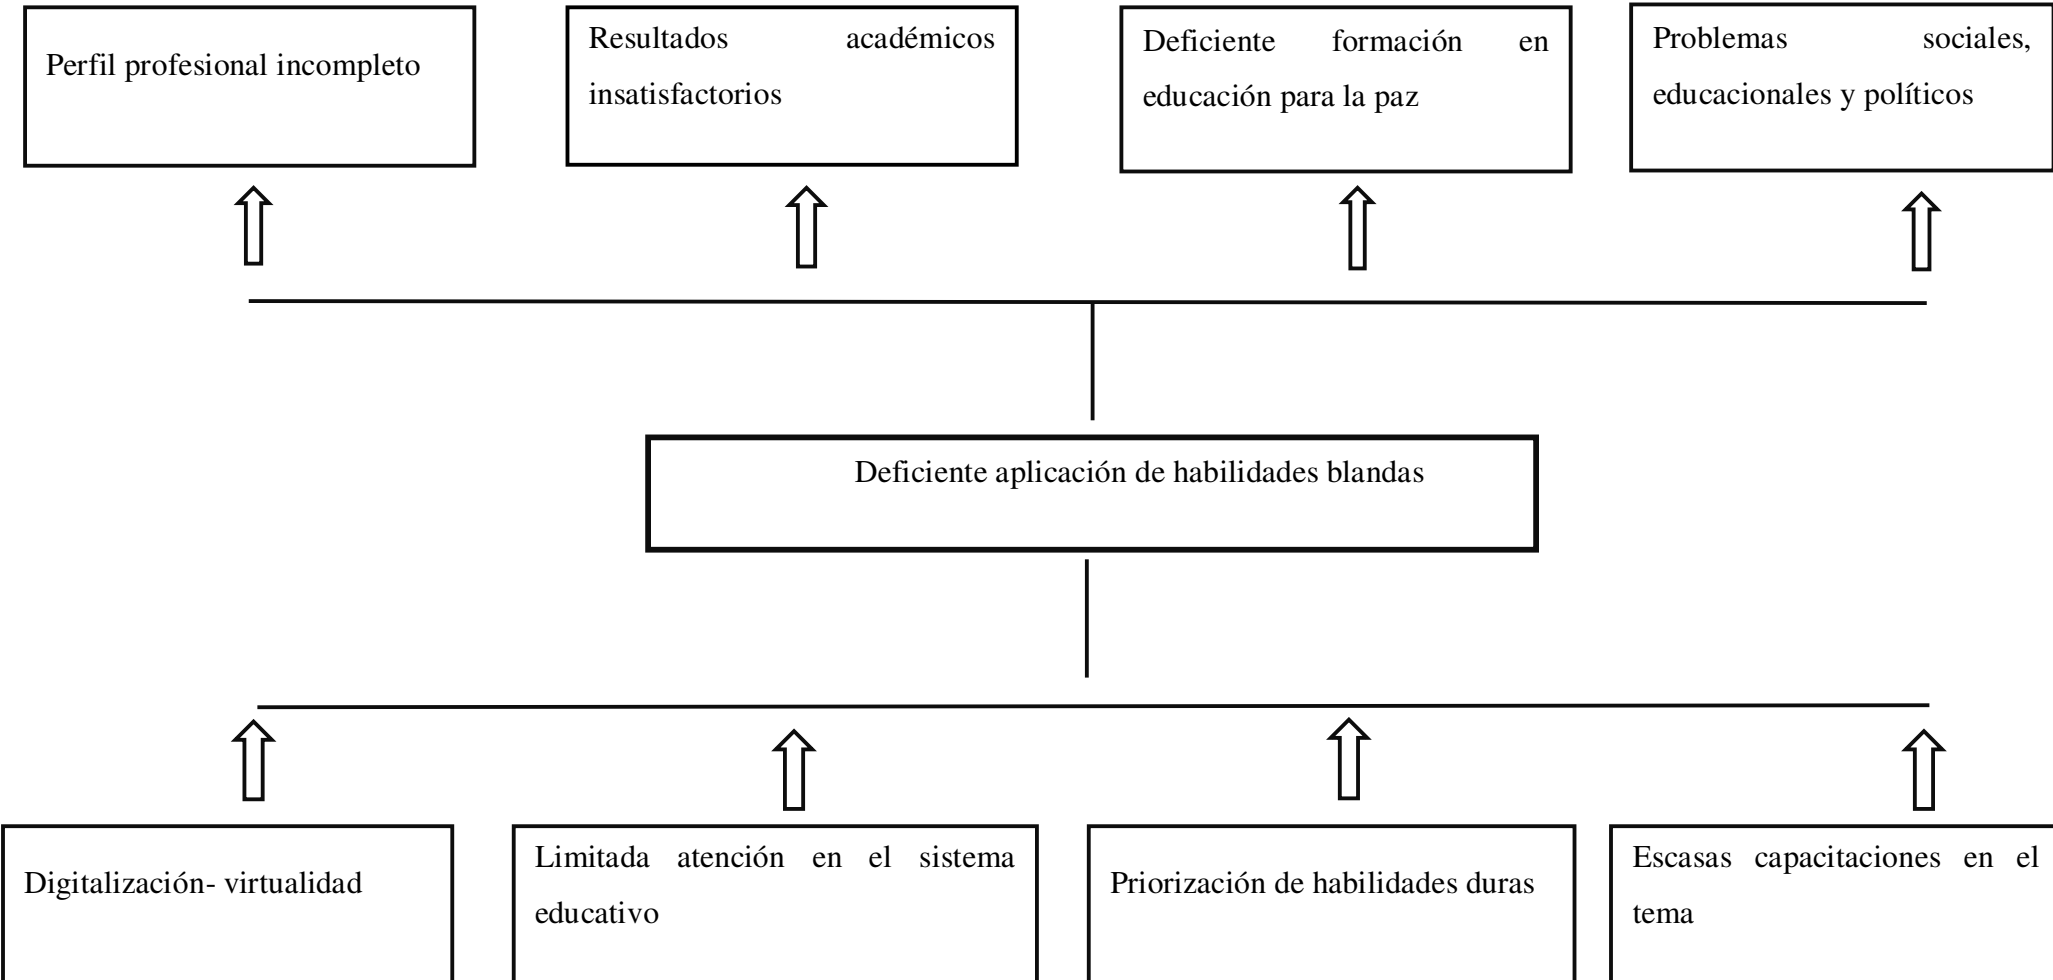 Perfil profesional incompleto
Resultados académicos
insatisfactorios
Deficiente formación en
educación para la paz
Problemas sociales,
educacionales y políticos
Deficiente aplicación de habilidades blandas
Digitalización- virtualidad
Limitada atención en el sistema
educativo
Priorización de habilidades duras
Escasas capacitaciones en el
tema